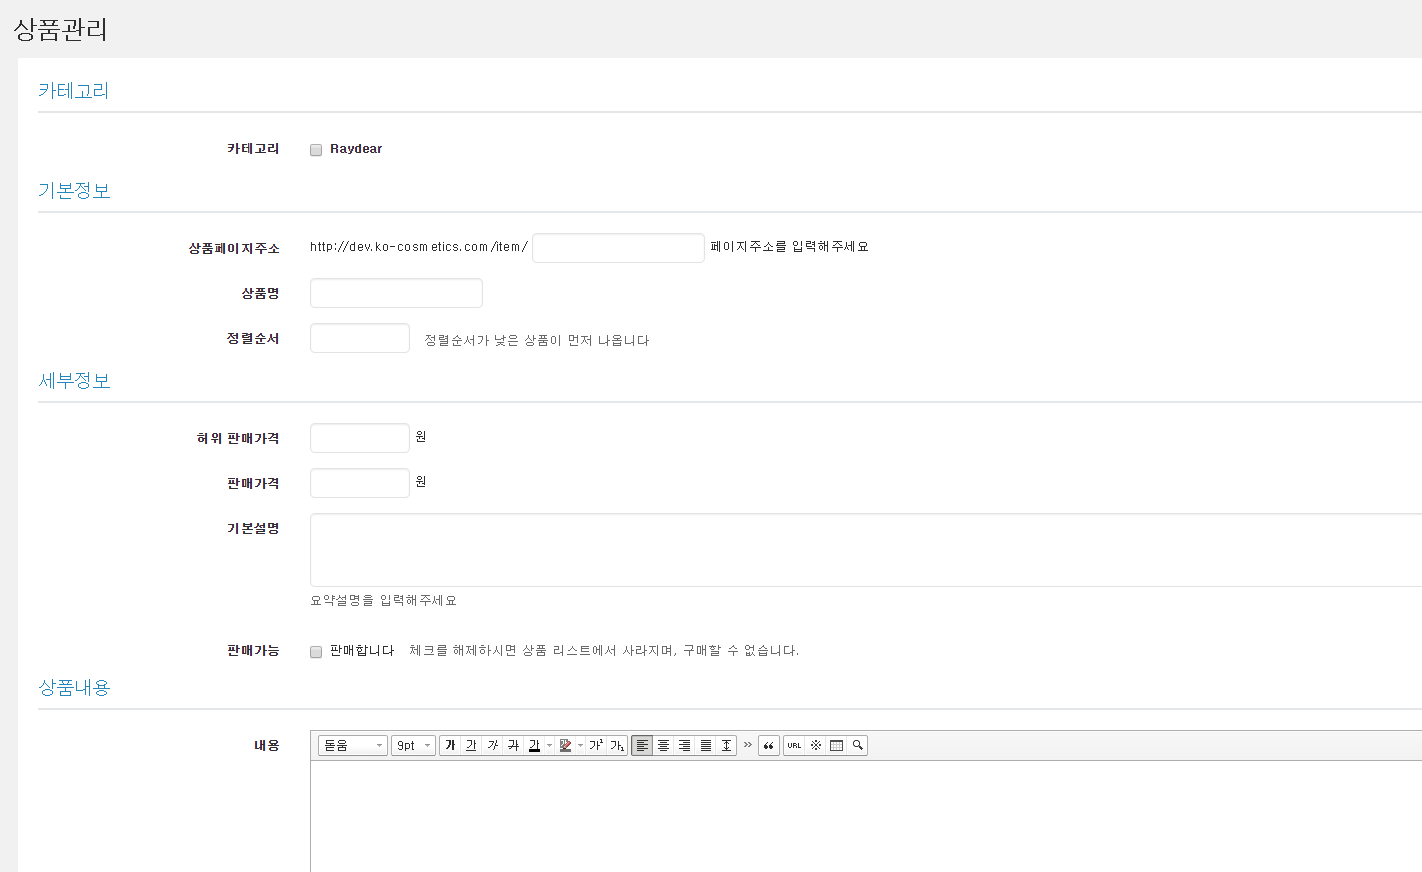 상품관리
카테고리
카테고리 Raydear
기본정보
상품페이지주소 http://dev.ko-cosmetics.com/item/ 페이지주소를 입력해주세요
상품명
정렬순서 정렬순서가 낮은 상품이 먼저 나옵니다
세부정보
허위 판매가격 원
판매가격 원
기본설명
요약설명을 입력해주세요
판매가능 판매합니다 체크를 해제하시면 상품 리스트에서 사라지며, 구매할 수 없습니다.
상품내용
내용 돋움 9pt 가 가 가 가 가 가² 가₁ » “ URL ※